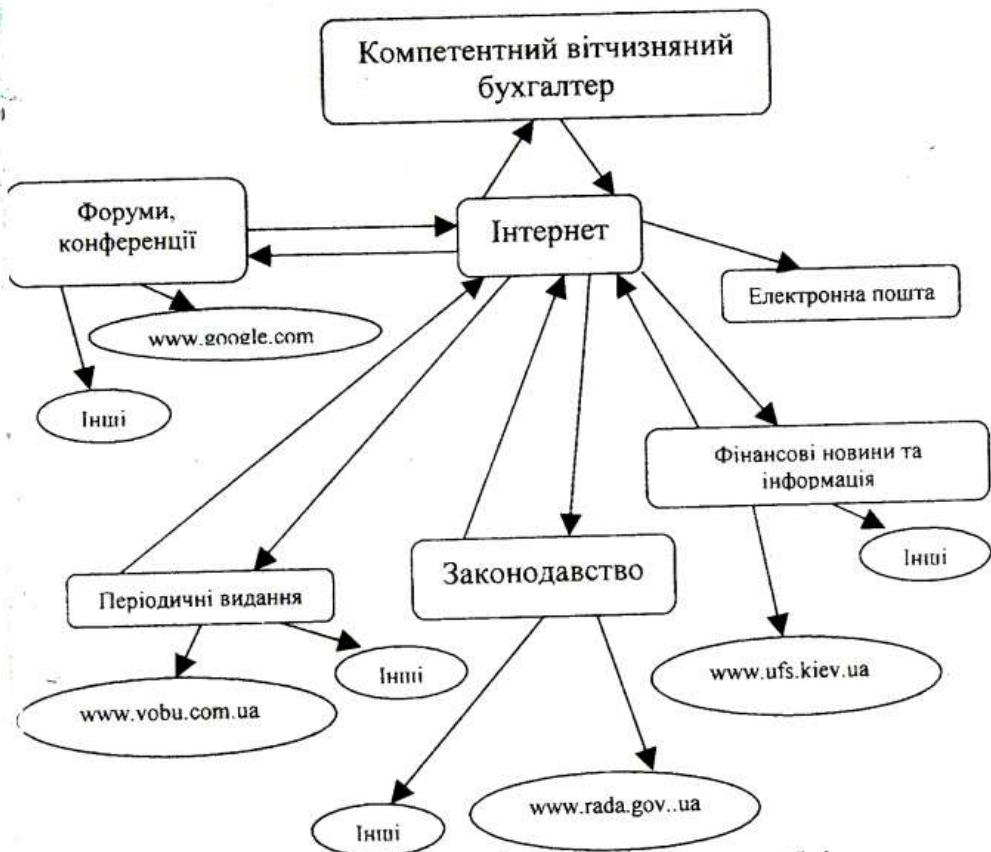 Компетентний вітчизняний
бухгалтер
Форуми,
конференції
Інтернет
Електронна пошта
www.google.com
Інші
Фінансові новини та
інформація
Інші
Законодавство
Періодичні видання
Інші
www.ufs.kiev.ua
www.vobu.com.ua
www.rada.gov..ua
Інші